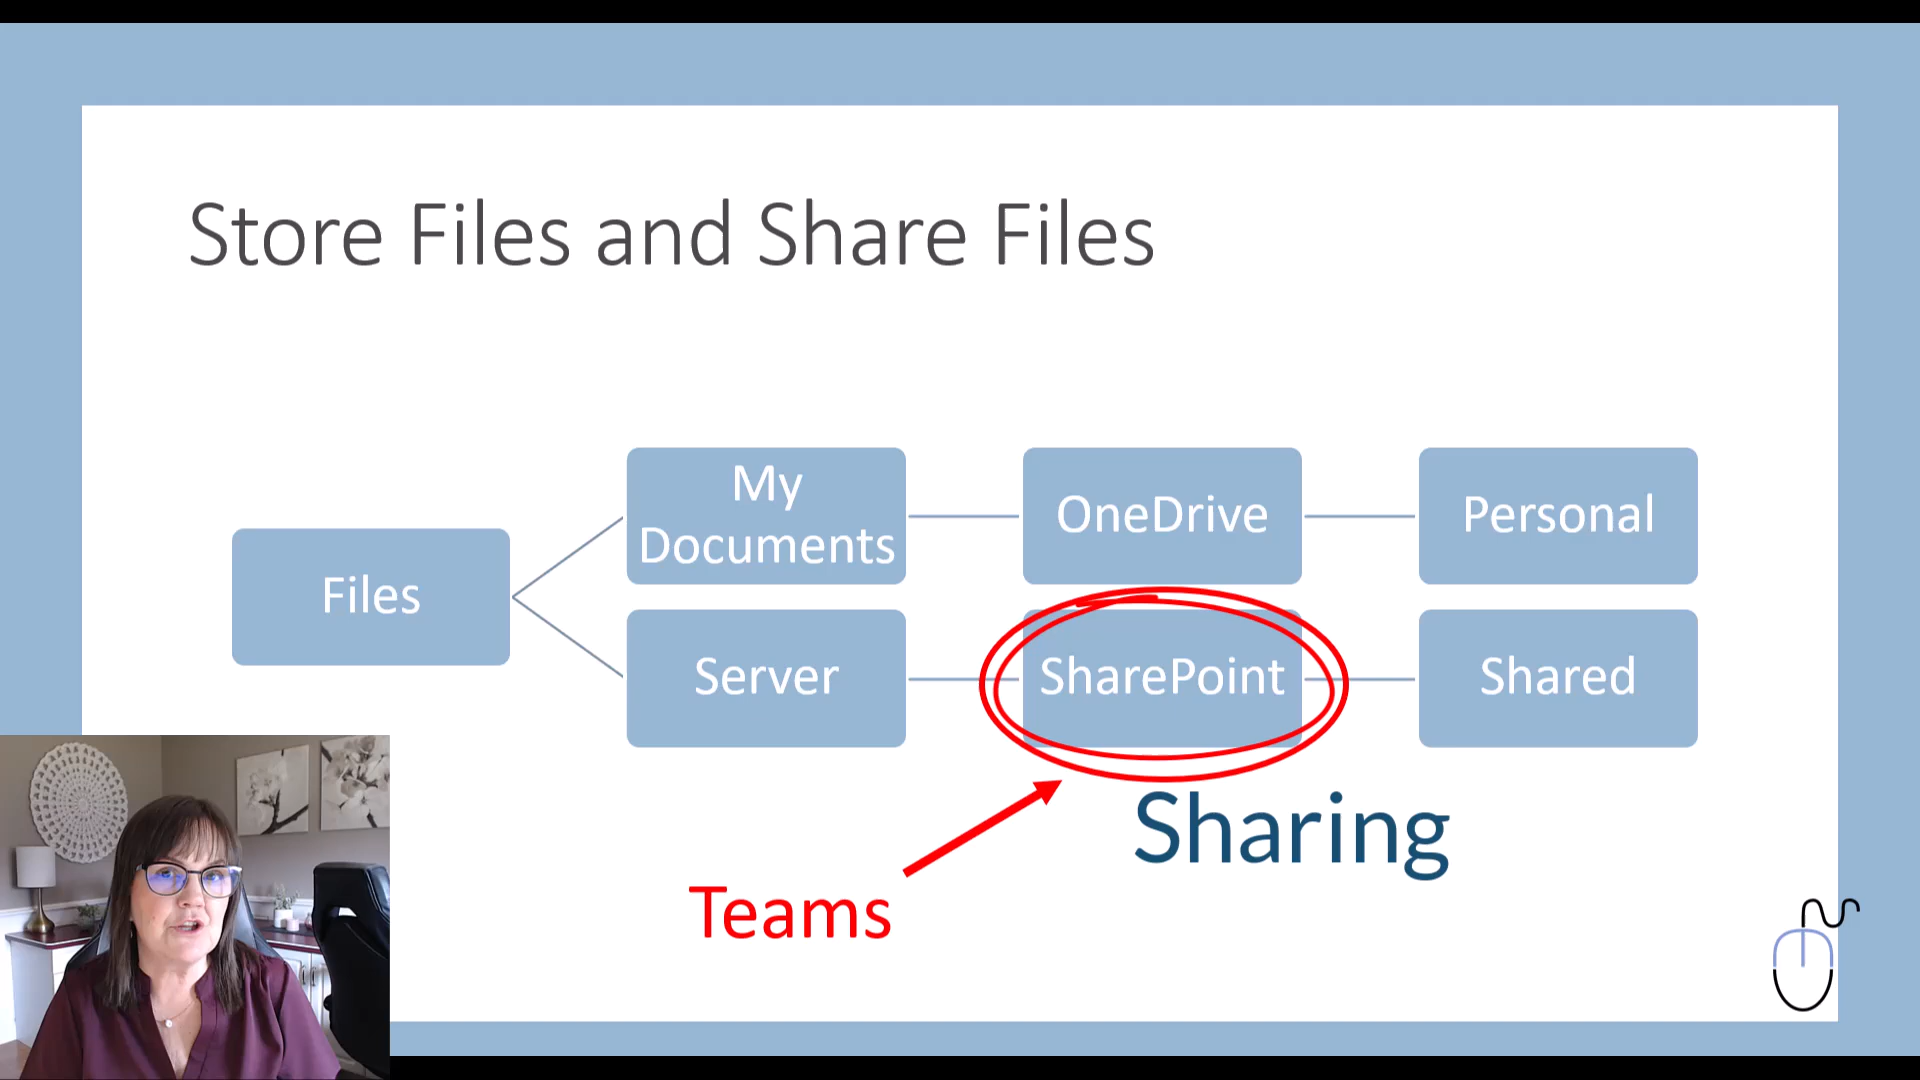 Store Files and Share Files
Files
My
Documents
OneDrive
Personal
Server
SharePoint
Shared
Sharing
Teams